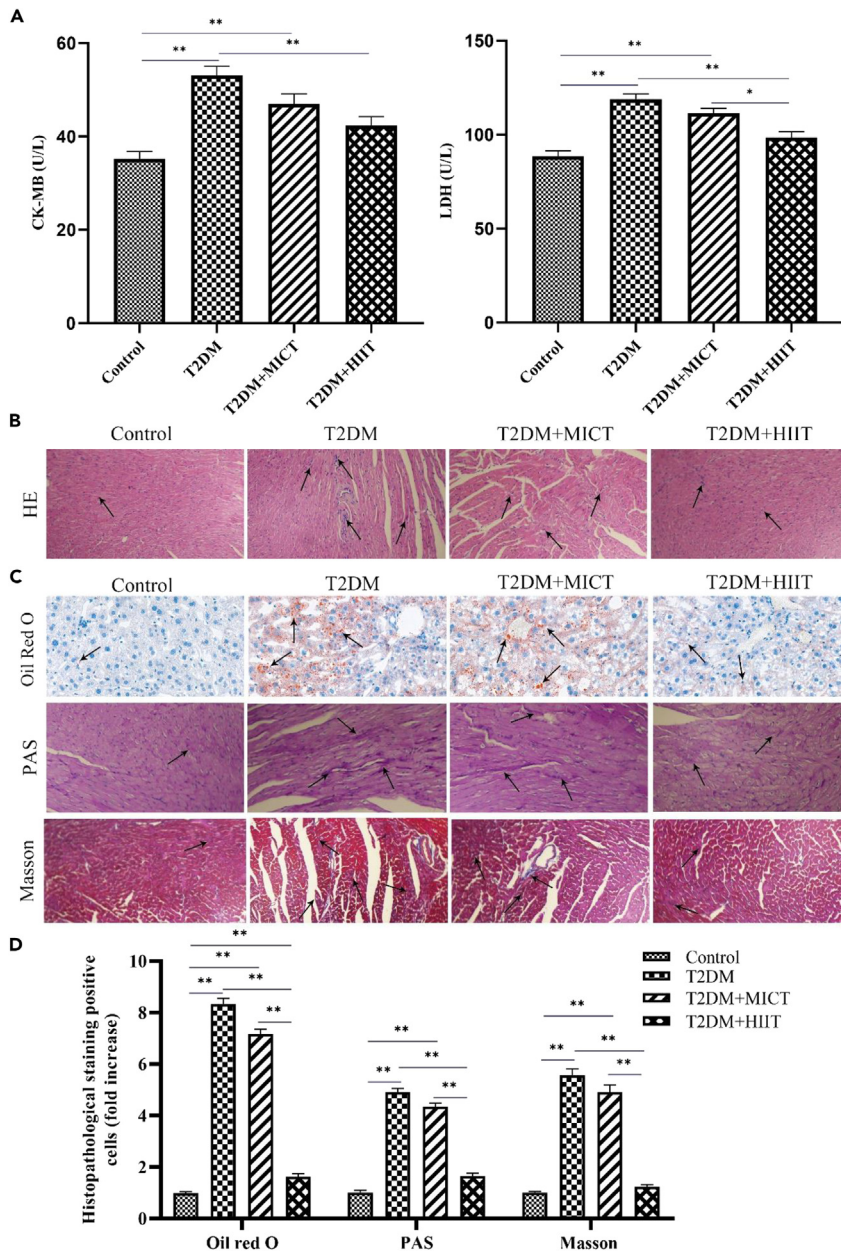 A
**
**
**
60
40
20
0
CK-MB (U/L)
Control
T2DM
T2DM+MICT
T2DM+HIIT
**
**
**
*
150
100
50
0
LDH (U/L)
Control
T2DM
T2DM+MICT
T2DM+HIIT
B
Control
T2DM
T2DM+MICT
T2DM+HIIT
HE
C
Control
T2DM
T2DM+MICT
T2DM+HIIT
Oil Red O
PAS
Masson
D
Histopathological staining positive
cells (fold increase)
10
8
6
4
2
0
**
**
**
**
**
**
**
**
**
**
**
**
**
Control
T2DM
T2DM+MICT
T2DM+HIIT
Oil red O
PAS
Masson